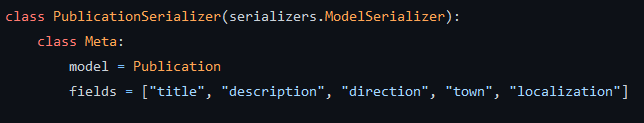 class PublicationSerializer(serializers.ModelSerializer):
    class Meta:
        model = Publication
        fields = ["title", "description", "direction", "town", "localization"]